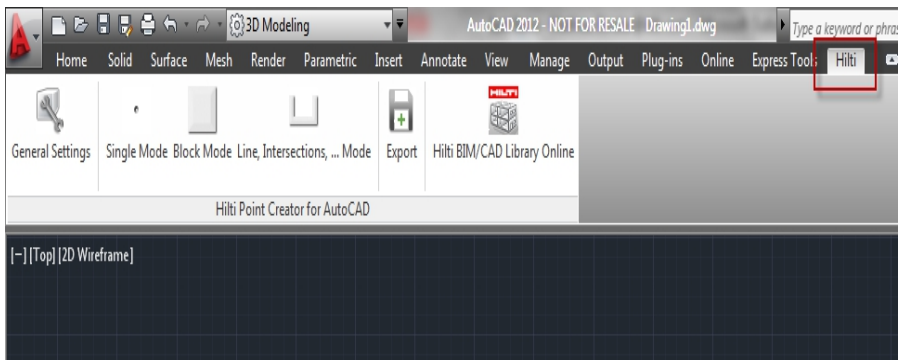 3D Modeling AutoCAD 2012 - NOT FOR RESALE Drawing1.dwg Type a keyword or phras
Home Solid Surface Mesh Render Parametric Insert Annotate View Manage Output Plug-ins Online Express Tools Hilti
HILTI
General Settings Single Mode Block Mode Line, Intersections, ... Mode Export Hilti BIM/CAD Library Online
Hilti Point Creator for AutoCAD
[−] [Top] [2D Wireframe]